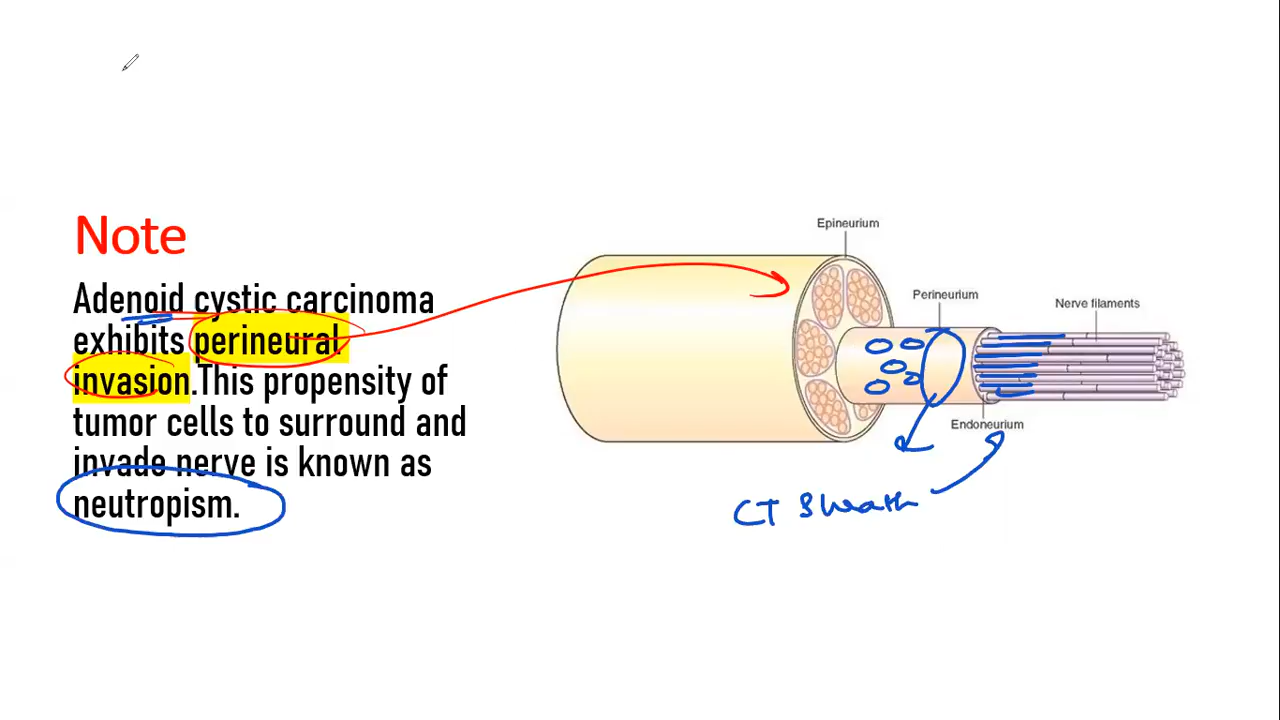 Note
Adenoid cystic carcinoma
exhibits perineural
invasion.This propensity of
tumor cells to surround and
invade nerve is known as
neutropism.
Epineurium
Perineurium
Nerve filaments
Endoneurium
CT Sheath